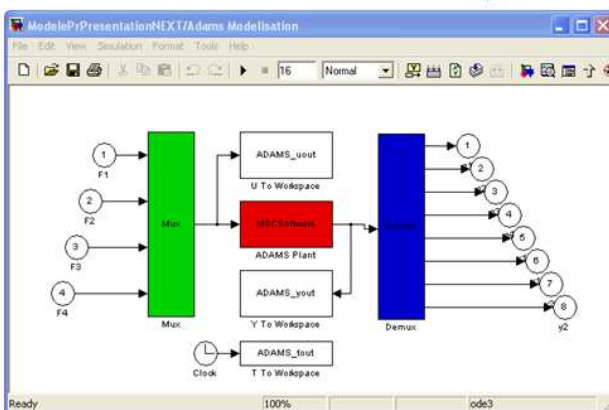 ModelePrPresentationNEXT/Adams Modelisation
File Edit View Simulation Format Tools Help
16 Normal
1
F1
2
F2
3
F3
4
F4
Mux
Mux
ADAMS_uout
U To Workspace
MSCSoftware
ADAMS Plant
ADAMS_yout
Y To Workspace
Clock
ADAMS_tout
T To Workspace
Demux
Demux
1
2
3
4
5
6
7
8
y2
Ready 100% ode3